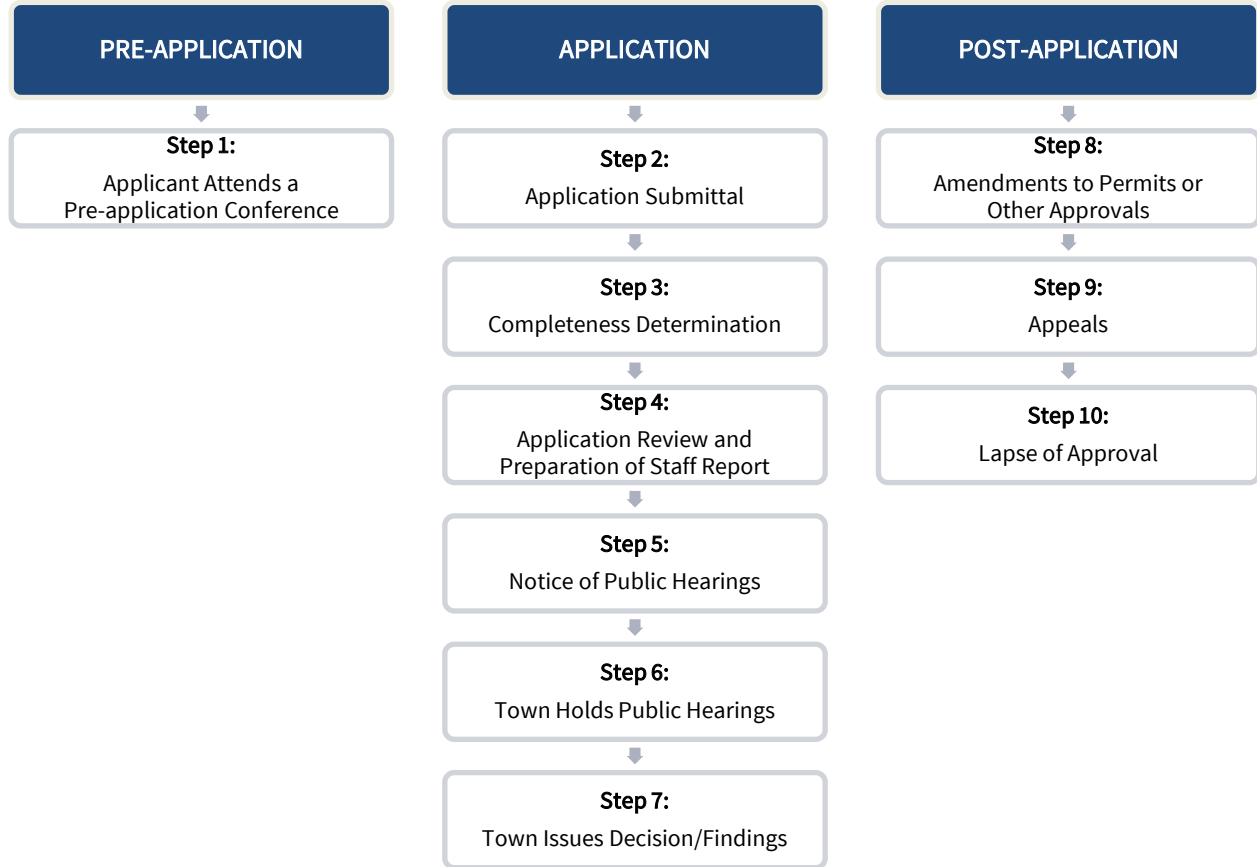 PRE-APPLICATION
Step 1:
Applicant Attends a
Pre-application Conference
APPLICATION
Step 2:
Application Submittal
Step 3:
Completeness Determination
Step 4:
Application Review and
Preparation of Staff Report
Step 5:
Notice of Public Hearings
Step 6:
Town Holds Public Hearings
Step 7:
Town Issues Decision/Findings
POST-APPLICATION
Step 8:
Amendments to Permits or
Other Approvals
Step 9:
Appeals
Step 10:
Lapse of Approval